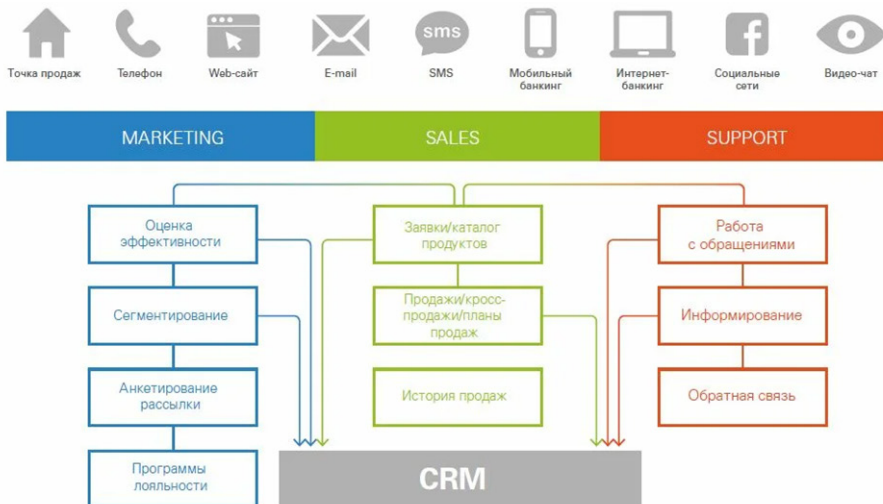 sms
Точка продаж
Телефон
Web-сайт
E-mail
SMS
Мобильный
банкинг
Интернет-
банкинг
Социальные
сети
Видео-чат
MARKETING
SALES
SUPPORT
Оценка
эффективности
Заявки/каталог
продуктов
Работа
с обращениями
Сегментирование
Продажи/кросс-
продажи/планы
продаж
Информирование
Анкетирование
рассылки
История продаж
Обратная связь
Программы
лояльности
CRM